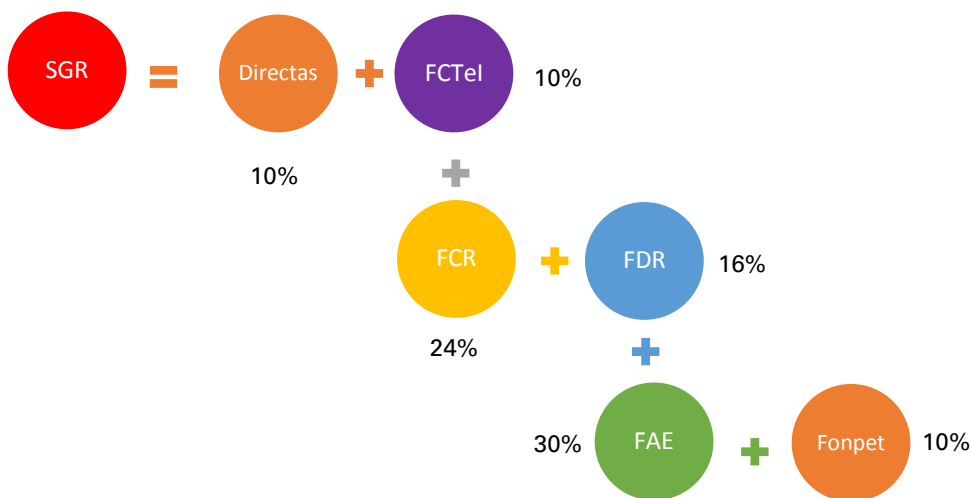 SGR
Directas
FCTeI
10%
10%
FCR
FDR
16%
24%
30%
FAE
Fonpet
10%